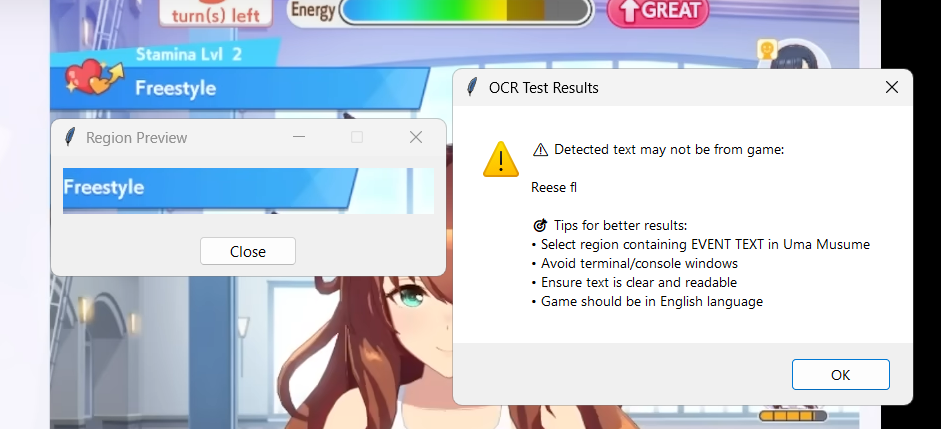 turn(s) left
Energy
GREAT
Stamina Lvl 2
Freestyle
Region Preview
Freestyle
Close
OCR Test Results
⚠ Detected text may not be from game:
Reese fl
🎯 Tips for better results:
• Select region containing EVENT TEXT in Uma Musume
• Avoid terminal/console windows
• Ensure text is clear and readable
• Game should be in English language
OK